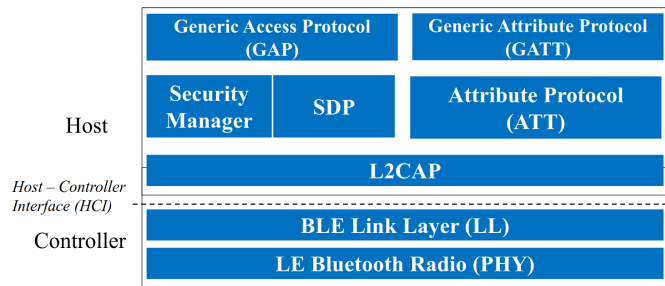 Generic Access Protocol
(GAP)
Generic Attribute Protocol
(GATT)
Security
Manager
SDP
Attribute Protocol
(ATT)
Host
L2CAP
Host – Controller
Interface (HCI)
BLE Link Layer (LL)
Controller
LE Bluetooth Radio (PHY)